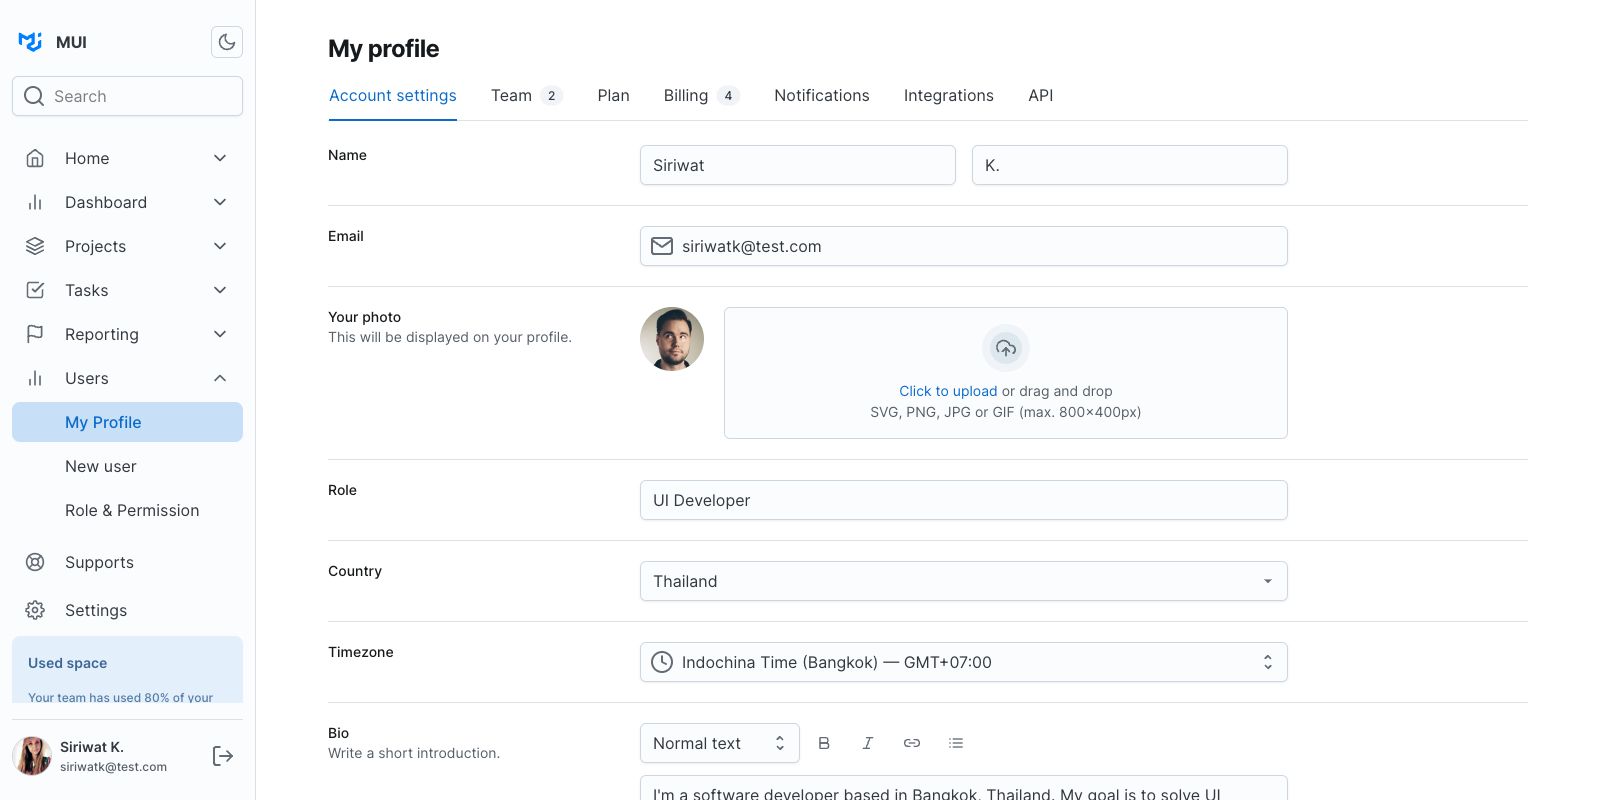 MUI
Search
Home
Dashboard
Projects
Tasks
Reporting
Users
My Profile
New user
Role & Permission
Supports
Settings
Used space
Your team has used 80% of your
Siriwat K.
siriwatk@test.com
My profile
Account settings Team 2 Plan Billing 4 Notifications Integrations API
Name
Siriwat K.
Email
siriwatk@test.com
Your photo
This will be displayed on your profile.
Click to upload or drag and drop
SVG, PNG, JPG or GIF (max. 800×400px)
Role
UI Developer
Country
Thailand
Timezone
Indochina Time (Bangkok) — GMT+07:00
Bio
Write a short introduction.
Normal text
I'm a software developer based in Bangkok, Thailand. My goal is to solve UI